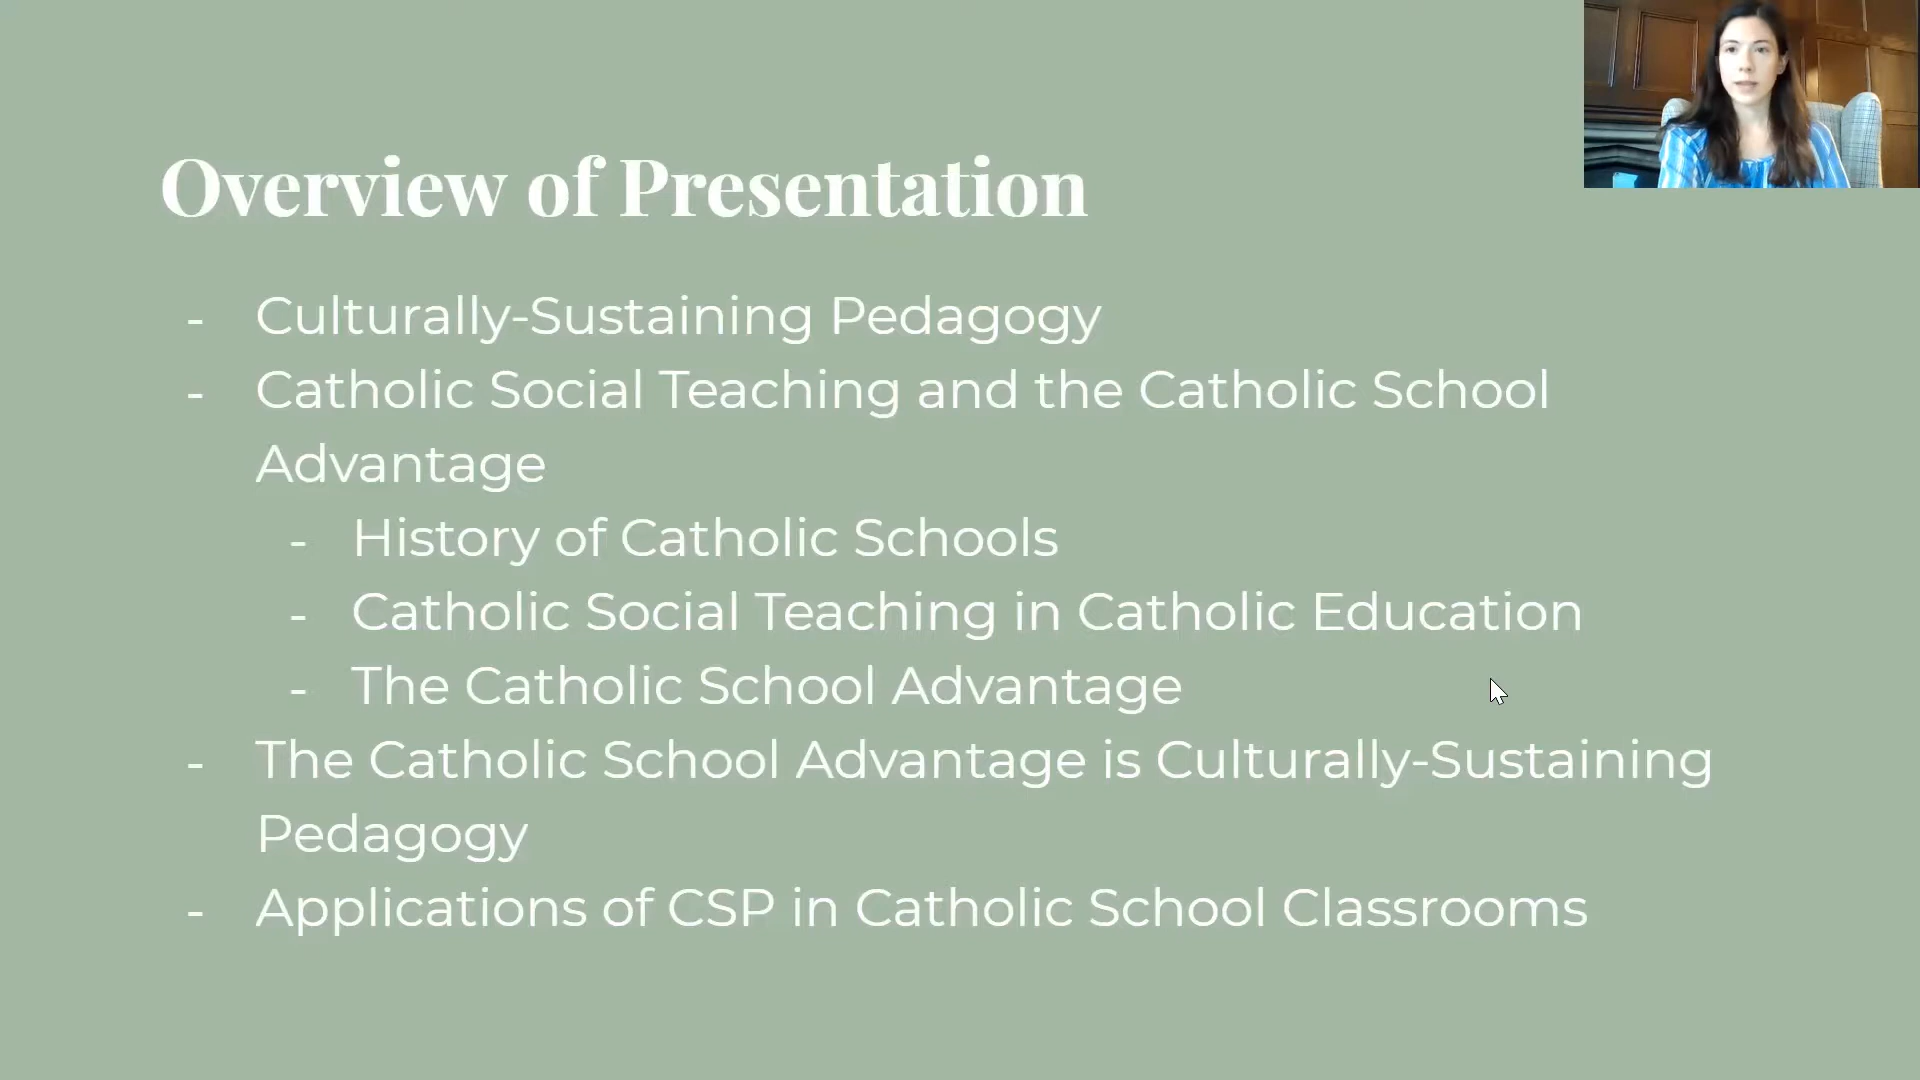 Overview of Presentation
- Culturally-Sustaining Pedagogy
- Catholic Social Teaching and the Catholic School
Advantage
- History of Catholic Schools
- Catholic Social Teaching in Catholic Education
- The Catholic School Advantage
- The Catholic School Advantage is Culturally-Sustaining
Pedagogy
- Applications of CSP in Catholic School Classrooms